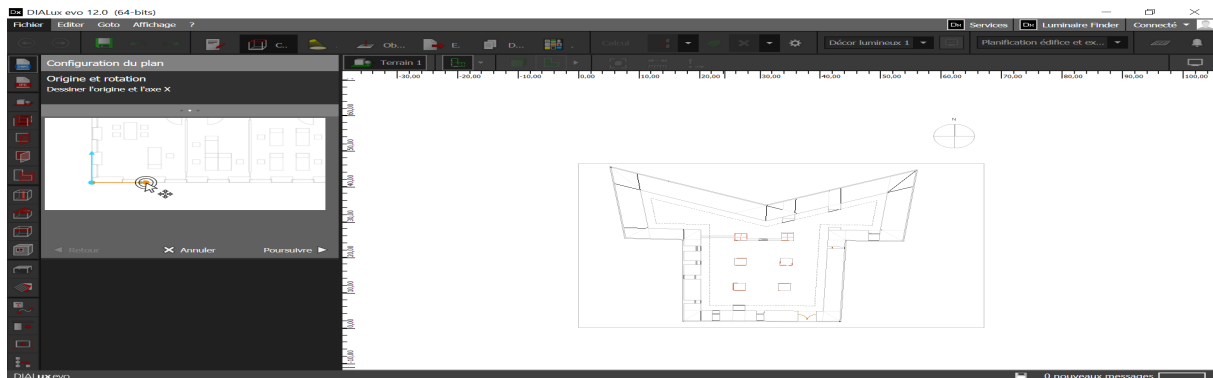 DIALux evo 12.0 (64-bits)
Fichier Editer Goto Affichage ? Services Luminaire Finder Connecté
C... Ob... E. D... Calcul Décor lumineux 1 Planification édifice et ex...
Configuration du plan
Terrain 1
Origine et rotation
Dessiner l'origine et l'axe X
-30,00 -20,00 -10,00 0,00 10,00 20,00 30,00 40,00 50,00 60,00 70,00 80,00 90,00 100,00
N
Retour Annuler Poursuivre
DIALux evo
0 nouveaux messages